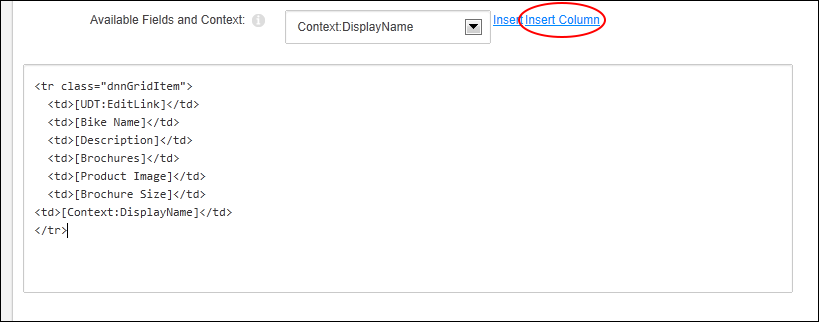 Available Fields and Context: Context:DisplayName Insert Insert Column
<tr class="dnnGridItem">
  <td>[UDT:EditLink]</td>
  <td>[Bike Name]</td>
  <td>[Description]</td>
  <td>[Brochures]</td>
  <td>[Product Image]</td>
  <td>[Brochure Size]</td>
<td>[Context:DisplayName]</td>
</tr>